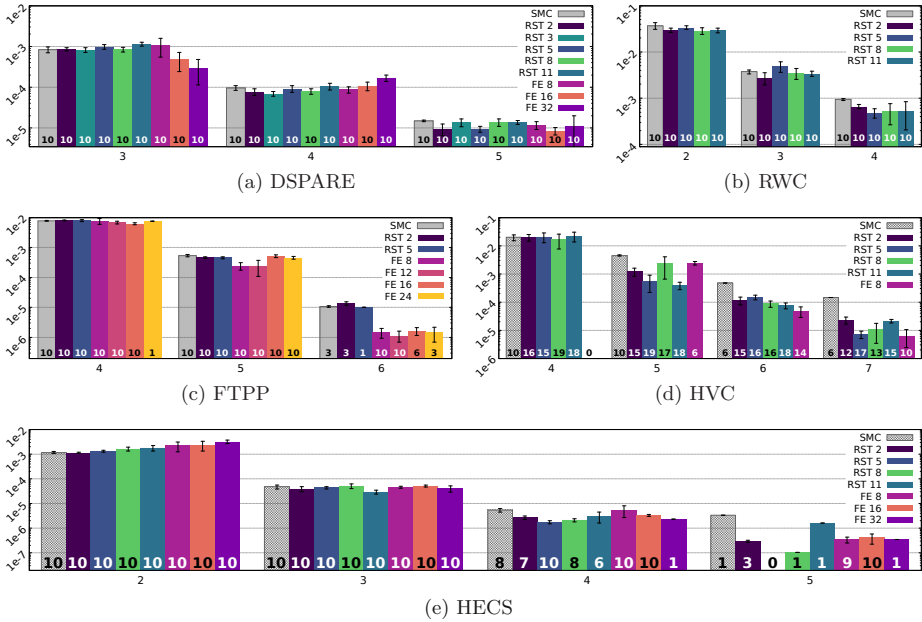 1e-3
1e-4
1e-5
SMC
RST 2
RST 3
RST 5
RST 8
RST 11
FE 8
FE 16
FE 32
10 10 10 10 10 10 10 10 10
10 10 10 10 10 10 10 10 10
10 10 10 10 10 10 10 10 10
3 4 5
(a) DSPARE
1e-1
1e-2
1e-3
1e-4
SMC
RST 2
RST 5
RST 8
RST 11
10 10 10 10 10
10 10 10 10 10
10 10 10 10 10
2 3 4
(b) RWC
1e-2
1e-3
1e-4
1e-5
1e-6
SMC
RST 2
RST 5
FE 8
FE 12
FE 16
FE 24
10 10 10 10 10 10 1
10 10 10 10 10 10 10
3 3 1 10 10 6 3
4 5 6
(c) FTPP
1e-1
1e-2
1e-3
1e-4
1e-5
1e-6
SMC
RST 2
RST 5
RST 8
RST 11
FE 8
10 16 15 19 18 0
10 15 19 17 18 6
6 15 16 16 18 14
6 12 17 13 15 10
4 5 6 7
(d) HVC
1e-2
1e-3
1e-4
1e-5
1e-6
1e-7
SMC
RST 2
RST 5
RST 8
RST 11
FE 8
FE 16
FE 32
10 10 10 10 10 10 10 10
10 10 10 10 10 10 10 10
8 7 10 8 6 10 10 1
1 3 0 1 1 9 10 1
2 3 4 5
(e) HECS